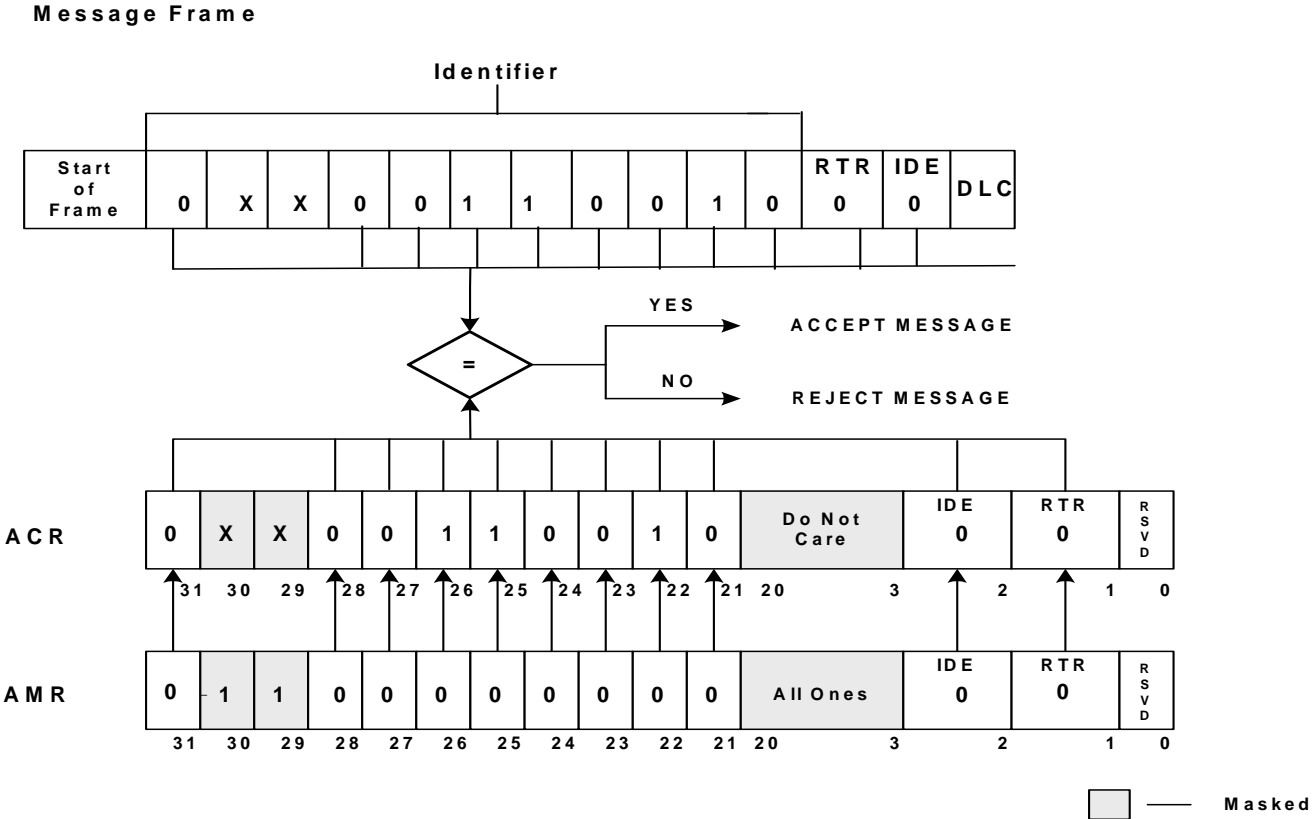 Message Frame
Identifier
Start of Frame
0 X X 0 0 1 1 0 0 1 0
RTR 0
IDE 0
DLC
=
YES
ACCEPT MESSAGE
NO
REJECT MESSAGE
ACR
0 X X 0 0 1 1 0 0 1 0
Do Not Care
IDE 0
RTR 0
RSVD
31 30 29 28 27 26 25 24 23 22 21 20 3 2 1 0
AMR
0 1 1 0 0 0 0 0 0 0 0
All Ones
IDE 0
RTR 0
RSVD
31 30 29 28 27 26 25 24 23 22 21 20 3 2 1 0
Masked